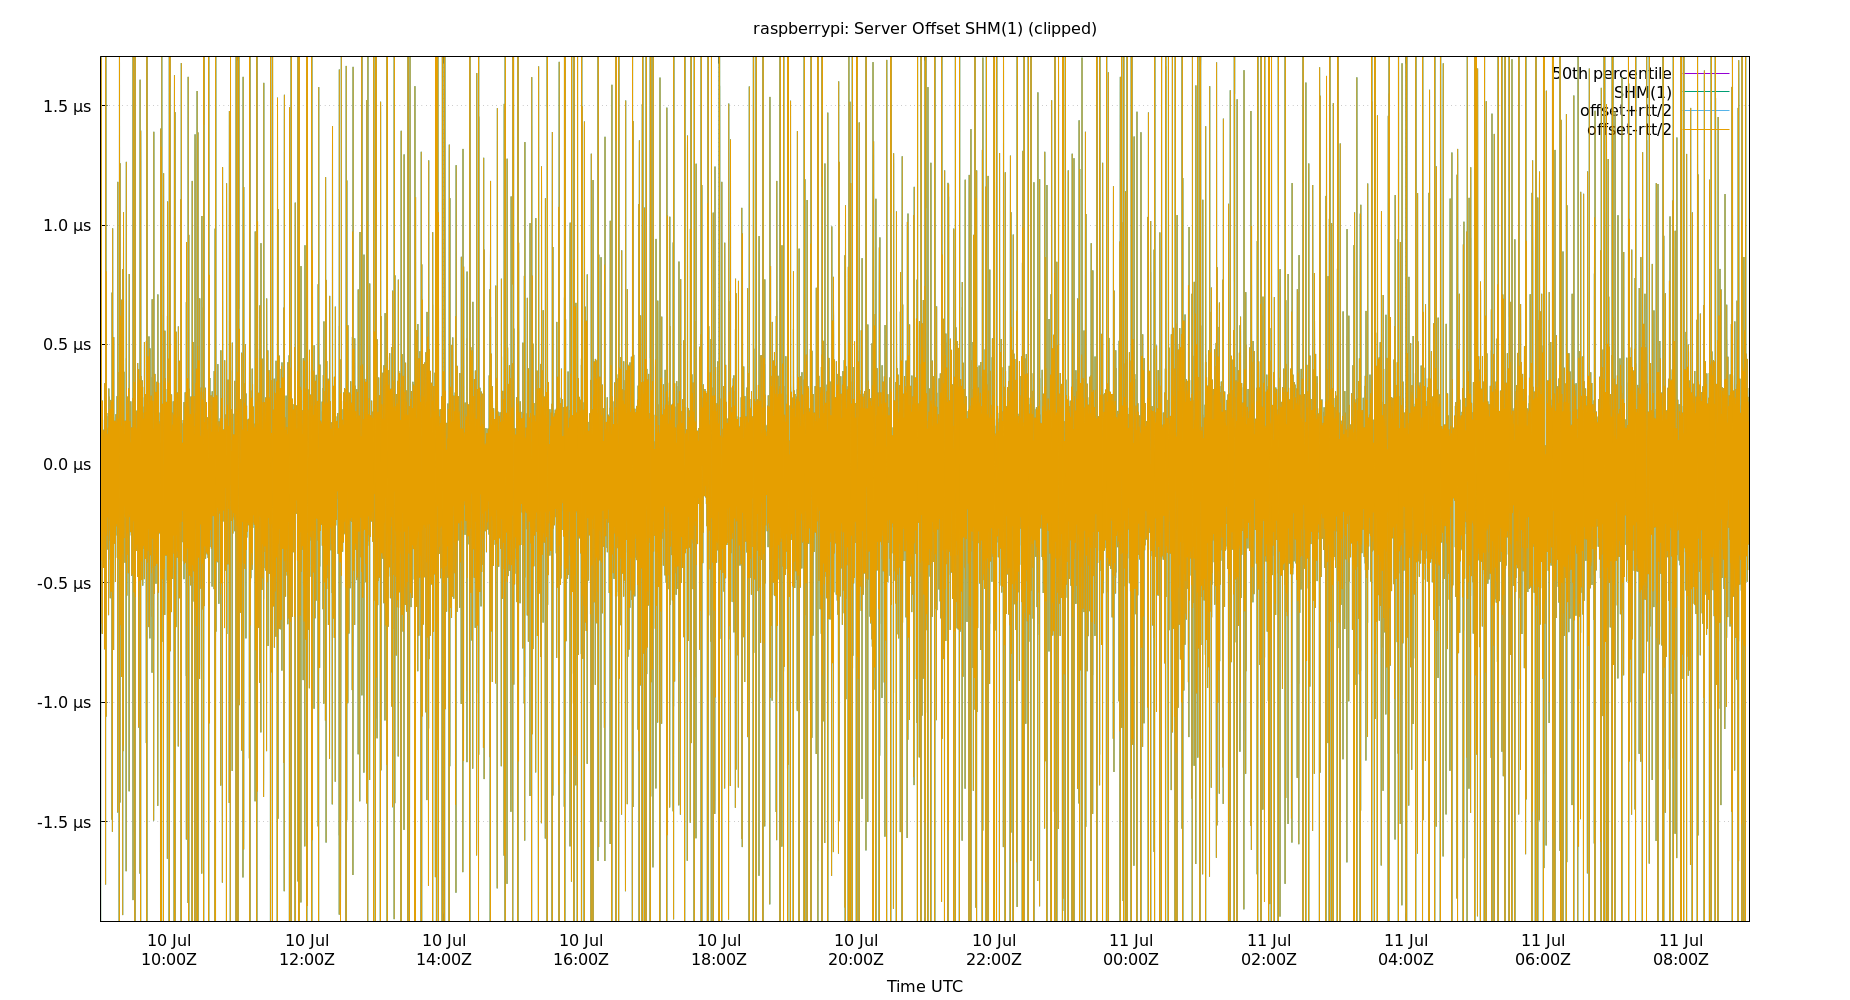 raspberrypi: Server Offset SHM(1) (clipped)
50th percentile
SHM(1)
offset+rtt/2
offset-rtt/2
1.5 µs
1.0 µs
0.5 µs
0.0 µs
-0.5 µs
-1.0 µs
-1.5 µs
10 Jul 10 Jul 10 Jul 10 Jul 10 Jul 10 Jul 10 Jul 11 Jul 11 Jul 11 Jul 11 Jul 11 Jul
10:00Z 12:00Z 14:00Z 16:00Z 18:00Z 20:00Z 22:00Z 00:00Z 02:00Z 04:00Z 06:00Z 08:00Z
Time UTC